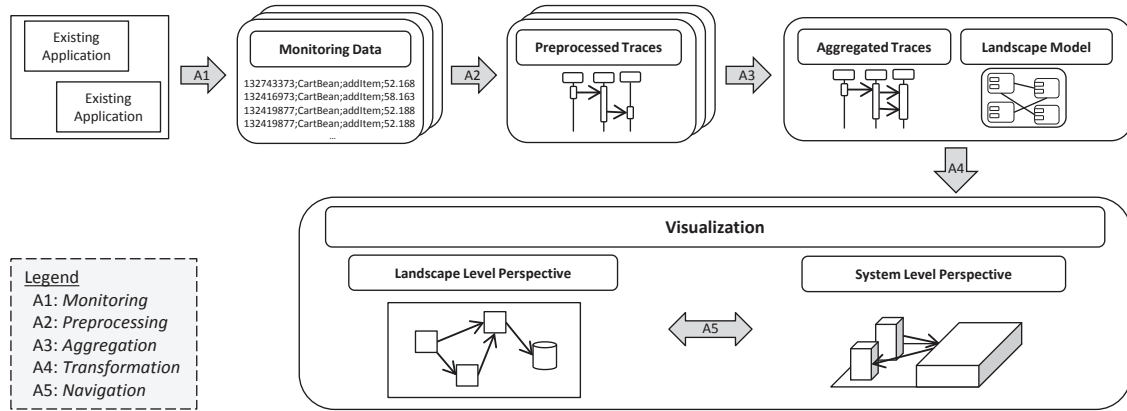 Existing
Application
Existing
Application
A1
Monitoring Data
132743373;CartBean;addItem;52.168
132416973;CartBean;addItem;58.163
132419877;CartBean;addItem;52.188
132419877;CartBean;addItem;52.188
...
A2
Preprocessed Traces
A3
Aggregated Traces
Landscape Model
A4
Visualization
Landscape Level Perspective
A5
System Level Perspective
Legend
A1: Monitoring
A2: Preprocessing
A3: Aggregation
A4: Transformation
A5: Navigation